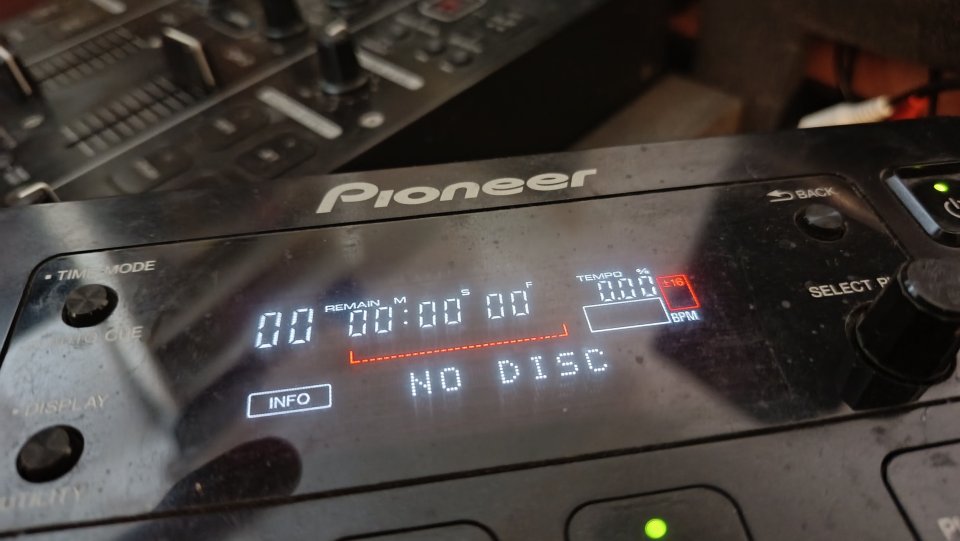 Pioneer
BACK
TIME MODE
AUTO CUE
SELECT
REMAIN M S F
00 00:00 00
TEMPO %
0.00 ±16
BPM
NO DISC
INFO
DISPLAY
UTILITY